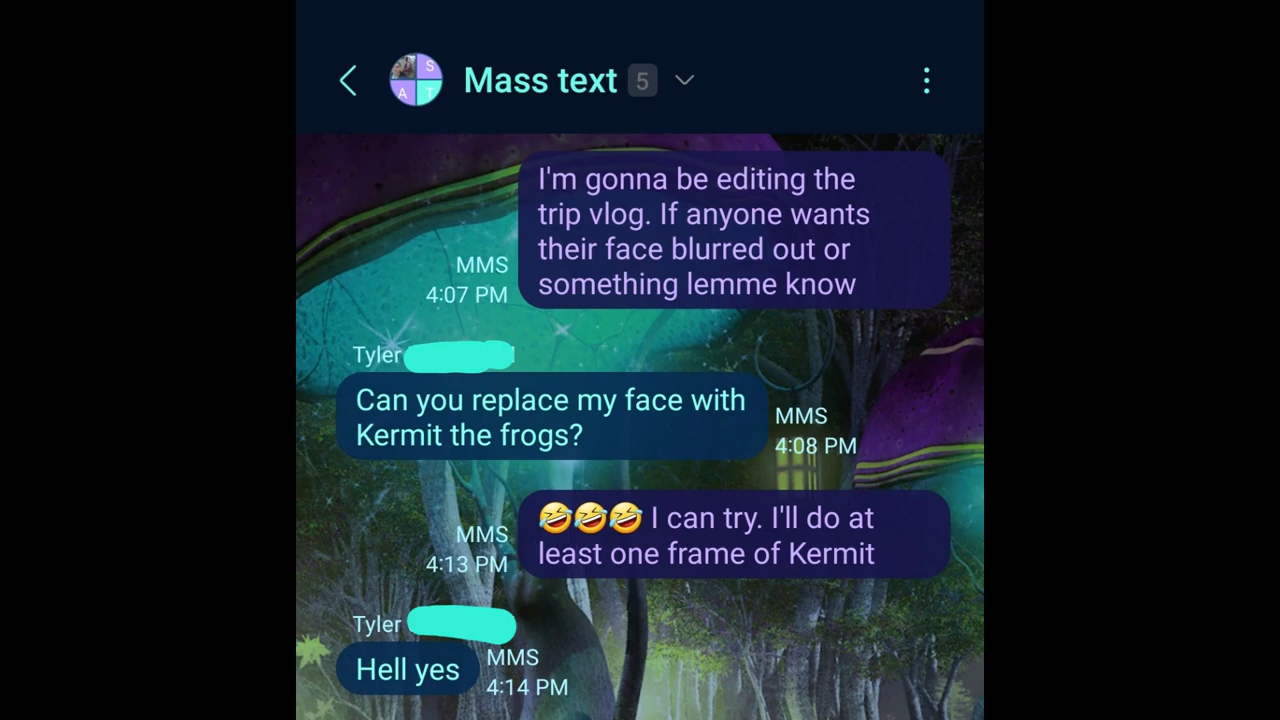 S
A T
Mass text 5
I'm gonna be editing the
trip vlog. If anyone wants
their face blurred out or
something lemme know
MMS
4:07 PM
Tyler
Can you replace my face with
Kermit the frogs?
MMS
4:08 PM
🤣🤣🤣 I can try. I'll do at
least one frame of Kermit
MMS
4:13 PM
Tyler
Hell yes
MMS
4:14 PM